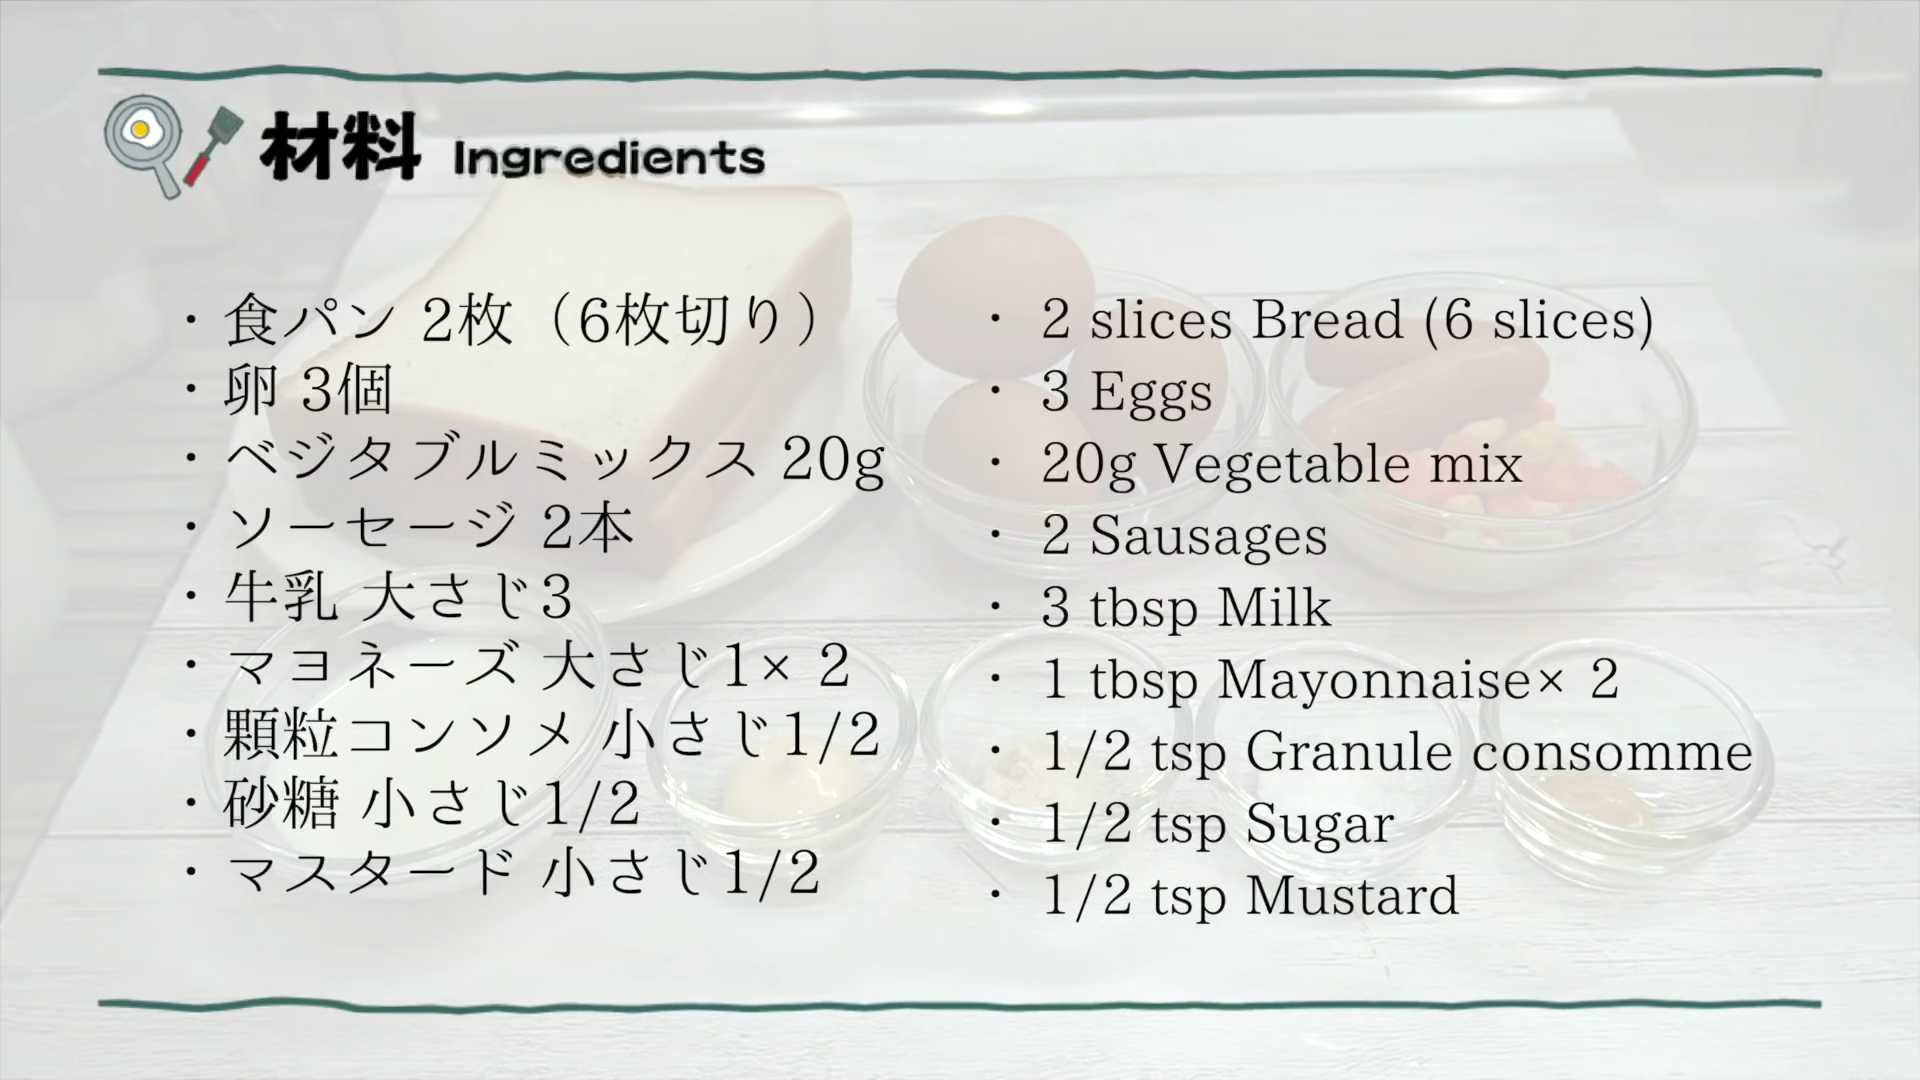 材料 Ingredients
・食パン 2枚（6枚切り）
・卵 3個
・ベジタブルミックス 20g
・ソーセージ 2本
・牛乳 大さじ3
・マヨネーズ 大さじ1× 2
・顆粒コンソメ 小さじ1/2
・砂糖 小さじ1/2
・マスタード 小さじ1/2
・ 2 slices Bread (6 slices)
・ 3 Eggs
・ 20g Vegetable mix
・ 2 Sausages
・ 3 tbsp Milk
・ 1 tbsp Mayonnaise× 2
・ 1/2 tsp Granule consomme
・ 1/2 tsp Sugar
・ 1/2 tsp Mustard